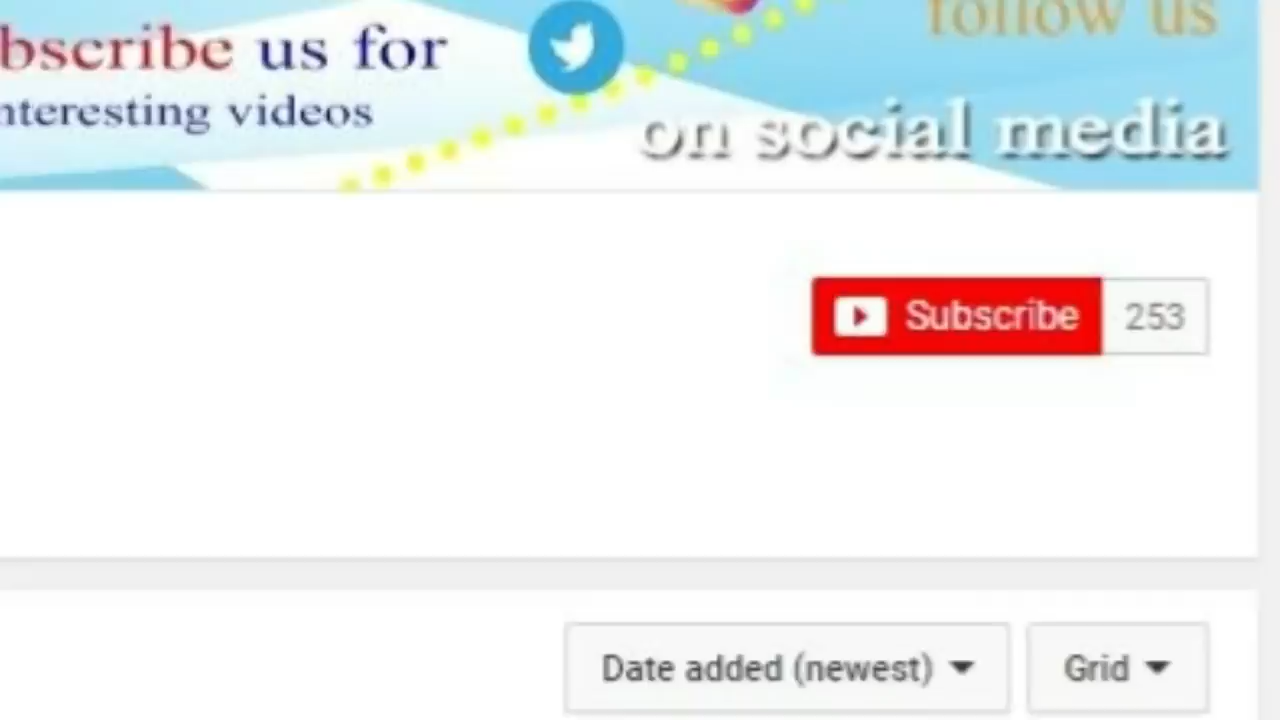 bscribe us for
nteresting videos
follow us
on social media
Subscribe 253
Date added (newest) Grid